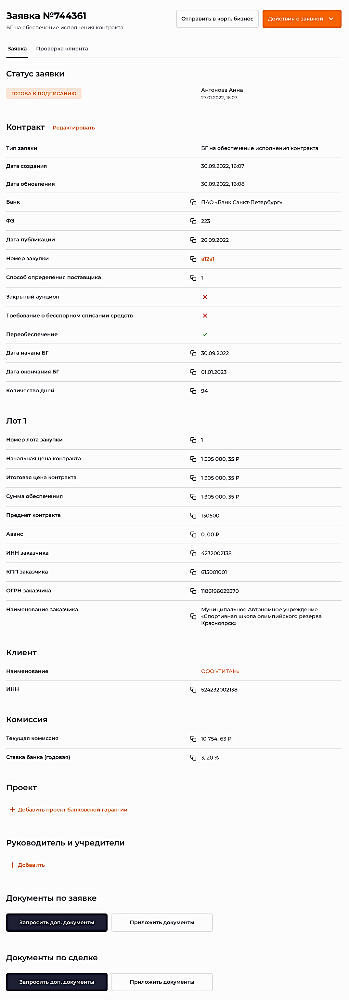 Заявка №744361
Отправить в корп. бизнес
Действия с заявкой
БГ на обеспечение исполнения контракта
Заявка
Проверка клиента
Статус заявки
ГОТОВА К ПОДПИСАНИЮ
Антонова Анна
27.01.2022, 16:07
Контракт
Редактировать
Тип заявки
БГ на обеспечение исполнения контракта
Дата создания
30.09.2022, 16:07
Дата обновления
30.09.2022, 16:08
Банк
ПАО «Банк Санкт-Петербург»
ФЗ
223
Дата публикации
26.09.2022
Номер закупки
в12в1
Способ определения поставщика
1
Закрытый аукцион
Требование о бесспорном списании средств
Переобеспечение
Дата начала БГ
30.09.2022
Дата окончания БГ
01.01.2023
Количество дней
94
Лот 1
Номер лота закупки
1
Начальная цена контракта
1 305 000, 35 ₽
Итоговая цена контракта
1 305 000, 35 ₽
Сумма обеспечения
1 305 000, 35 ₽
Предмет контракта
130500
Аванс
0, 00 ₽
ИНН заказчика
4232002138
КПП заказчика
615001001
ОГРН заказчика
1186196029370
Наименование заказчика
Муниципальное Автономное учреждение
«Спортивная школа олимпийского резерва
Красноярск»
Клиент
Наименование
ООО «ТИТАН»
ИНН
524232002138
Комиссия
Текущая комиссия
10 754, 63 ₽
Ставка банка (годовая)
3, 20 %
Проект
Добавить проект банковской гарантии
Руководитель и учредители
Добавить
Документы по заявке
Запросить доп. документы
Приложить документы
Документы по сделке
Запросить доп. документы
Приложить документы